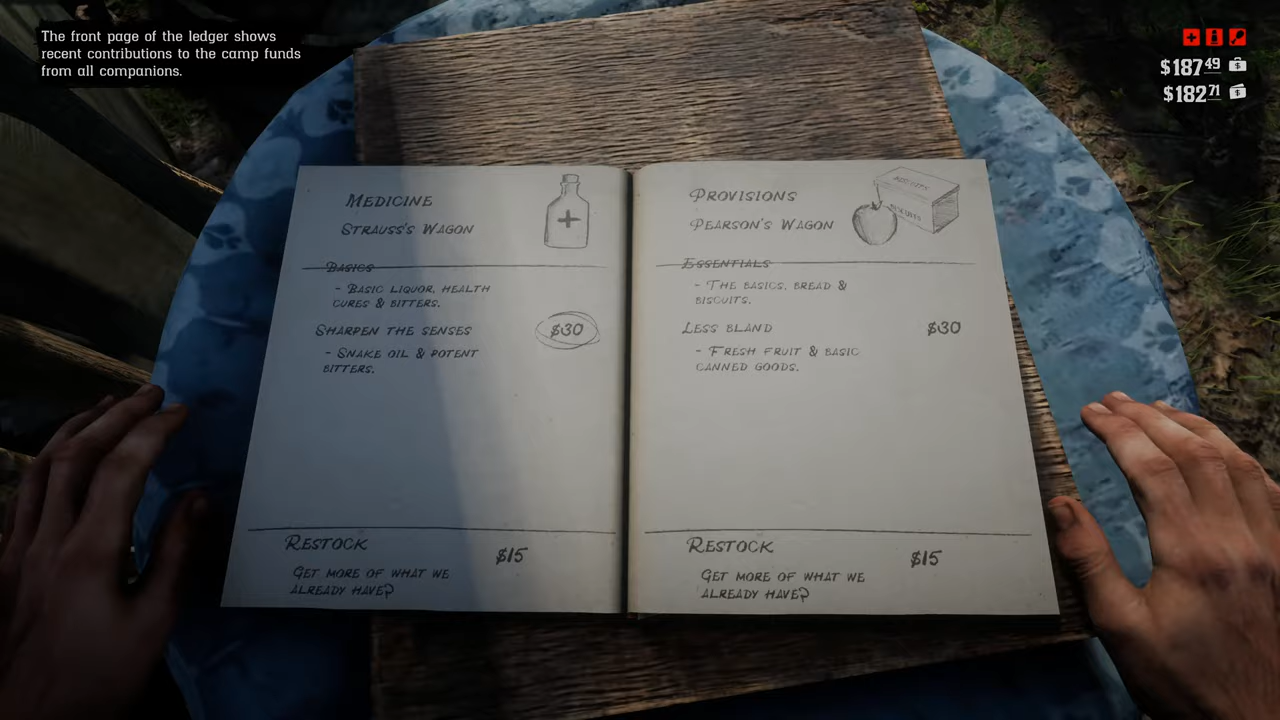 The front page of the ledger shows
recent contributions to the camp funds
from all companions.
$187 49
$182 71
MEDICINE
STRAUSS'S WAGON
BASICS
- BASIC LIQUOR, HEALTH
CURES & BITTERS.
SHARPEN THE SENSES $30
- SNAKE OIL & POTENT
BITTERS.
RESTOCK $15
GET MORE OF WHAT WE
ALREADY HAVE?
PROVISIONS
PEARSON'S WAGON
ESSENTIALS
- THE BASICS, BREAD &
BISCUITS.
LESS BLAND $30
- FRESH FRUIT & BASIC
CANNED GOODS.
RESTOCK $15
GET MORE OF WHAT WE
ALREADY HAVE?